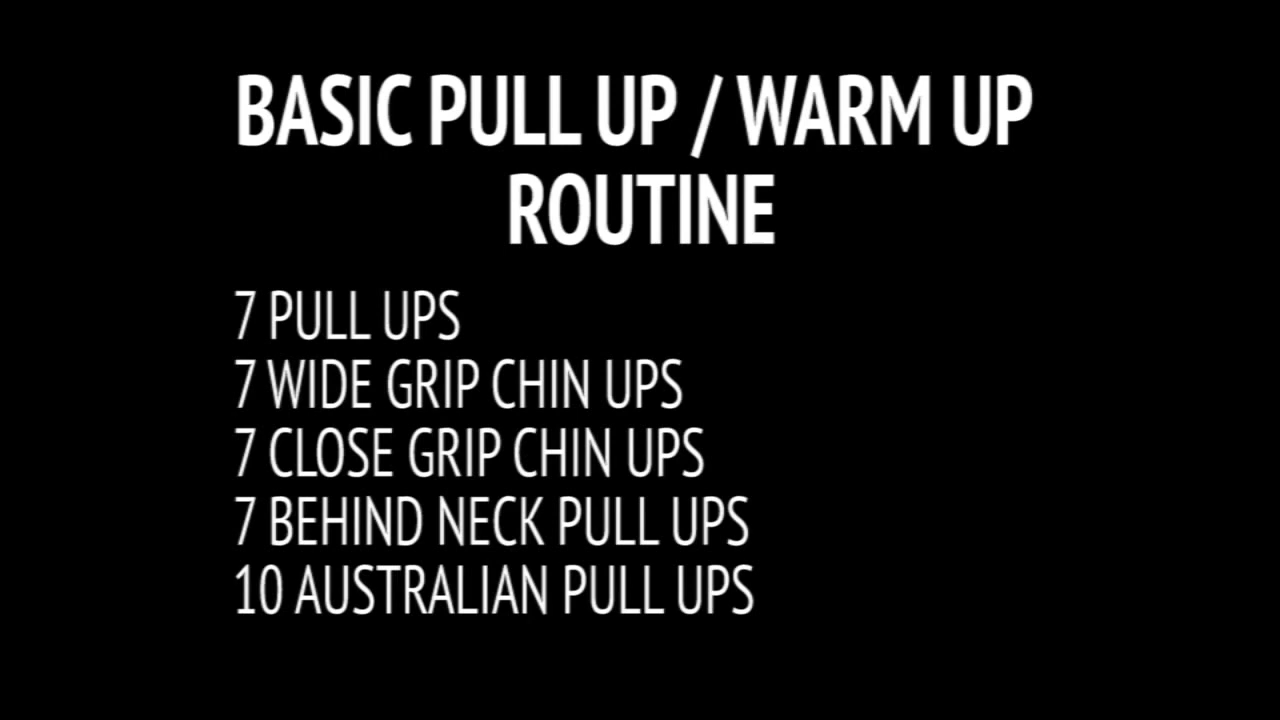 BASIC PULL UP / WARM UP
ROUTINE
7 PULL UPS
7 WIDE GRIP CHIN UPS
7 CLOSE GRIP CHIN UPS
7 BEHIND NECK PULL UPS
10 AUSTRALIAN PULL UPS